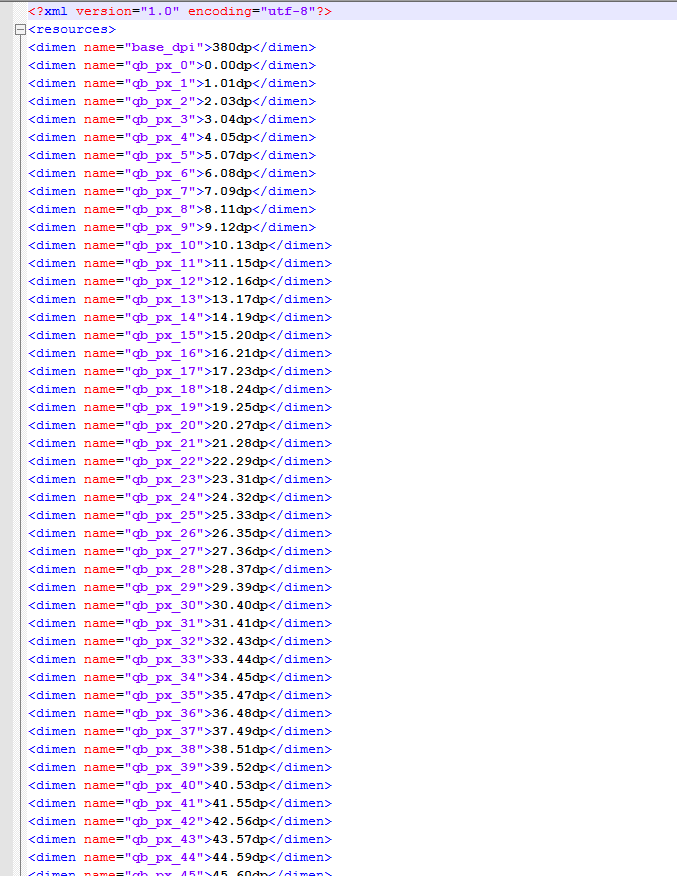 <?xml version="1.0" encoding="utf-8"?>
<resources>
<dimen name="base_dpi">380dp</dimen>
<dimen name="qb_px_0">0.00dp</dimen>
<dimen name="qb_px_1">1.01dp</dimen>
<dimen name="qb_px_2">2.03dp</dimen>
<dimen name="qb_px_3">3.04dp</dimen>
<dimen name="qb_px_4">4.05dp</dimen>
<dimen name="qb_px_5">5.07dp</dimen>
<dimen name="qb_px_6">6.08dp</dimen>
<dimen name="qb_px_7">7.09dp</dimen>
<dimen name="qb_px_8">8.11dp</dimen>
<dimen name="qb_px_9">9.12dp</dimen>
<dimen name="qb_px_10">10.13dp</dimen>
<dimen name="qb_px_11">11.15dp</dimen>
<dimen name="qb_px_12">12.16dp</dimen>
<dimen name="qb_px_13">13.17dp</dimen>
<dimen name="qb_px_14">14.19dp</dimen>
<dimen name="qb_px_15">15.20dp</dimen>
<dimen name="qb_px_16">16.21dp</dimen>
<dimen name="qb_px_17">17.23dp</dimen>
<dimen name="qb_px_18">18.24dp</dimen>
<dimen name="qb_px_19">19.25dp</dimen>
<dimen name="qb_px_20">20.27dp</dimen>
<dimen name="qb_px_21">21.28dp</dimen>
<dimen name="qb_px_22">22.29dp</dimen>
<dimen name="qb_px_23">23.31dp</dimen>
<dimen name="qb_px_24">24.32dp</dimen>
<dimen name="qb_px_25">25.33dp</dimen>
<dimen name="qb_px_26">26.35dp</dimen>
<dimen name="qb_px_27">27.36dp</dimen>
<dimen name="qb_px_28">28.37dp</dimen>
<dimen name="qb_px_29">29.39dp</dimen>
<dimen name="qb_px_30">30.40dp</dimen>
<dimen name="qb_px_31">31.41dp</dimen>
<dimen name="qb_px_32">32.43dp</dimen>
<dimen name="qb_px_33">33.44dp</dimen>
<dimen name="qb_px_34">34.45dp</dimen>
<dimen name="qb_px_35">35.47dp</dimen>
<dimen name="qb_px_36">36.48dp</dimen>
<dimen name="qb_px_37">37.49dp</dimen>
<dimen name="qb_px_38">38.51dp</dimen>
<dimen name="qb_px_39">39.52dp</dimen>
<dimen name="qb_px_40">40.53dp</dimen>
<dimen name="qb_px_41">41.55dp</dimen>
<dimen name="qb_px_42">42.56dp</dimen>
<dimen name="qb_px_43">43.57dp</dimen>
<dimen name="qb_px_44">44.59dp</dimen>
<dimen name="qb_px_45">45.60dp</dimen>